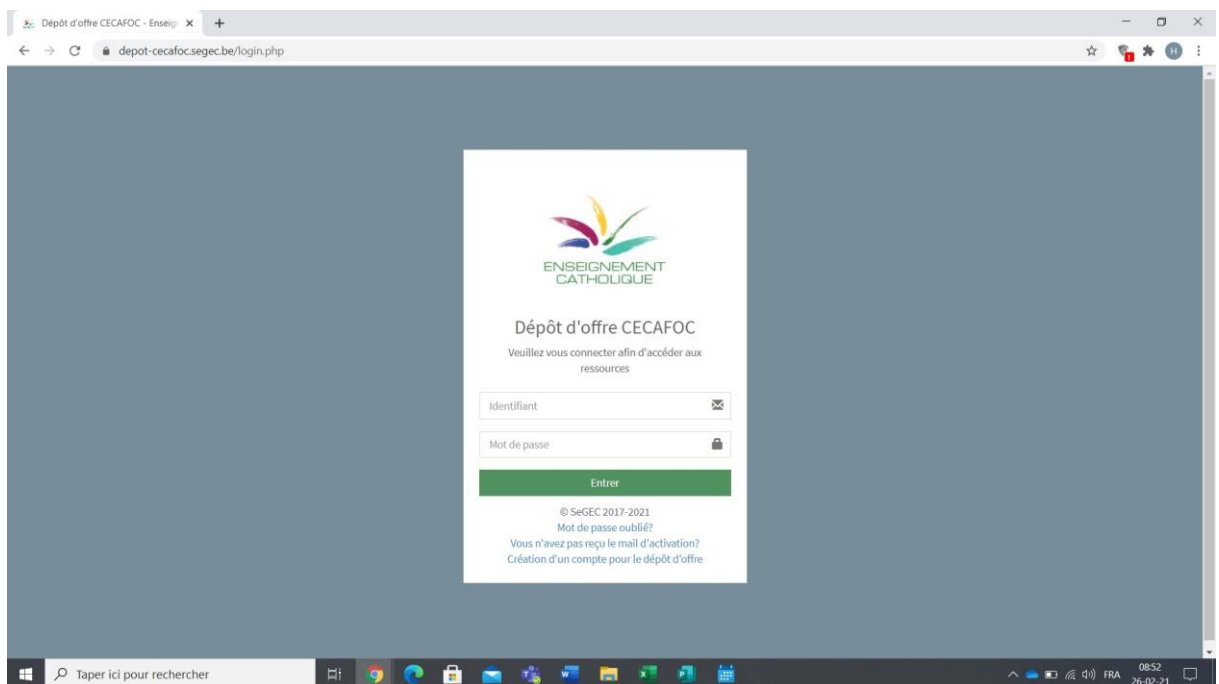 Dépôt d'offre CECAFOC - Enseig
depot-cecafoc.segec.be/login.php
H
ENSEIGNEMENT
CATHOLIQUE
Dépôt d'offre CECAFOC
Veuillez vous connecter afin d'accéder aux
ressources
Identifiant
Mot de passe
Entrer
© SeGEC 2017-2021
Mot de passe oublié?
Vous n'avez pas reçu le mail d'activation?
Création d'un compte pour le dépôt d'offre
Taper ici pour rechercher
FRA
08:52
26-02-21